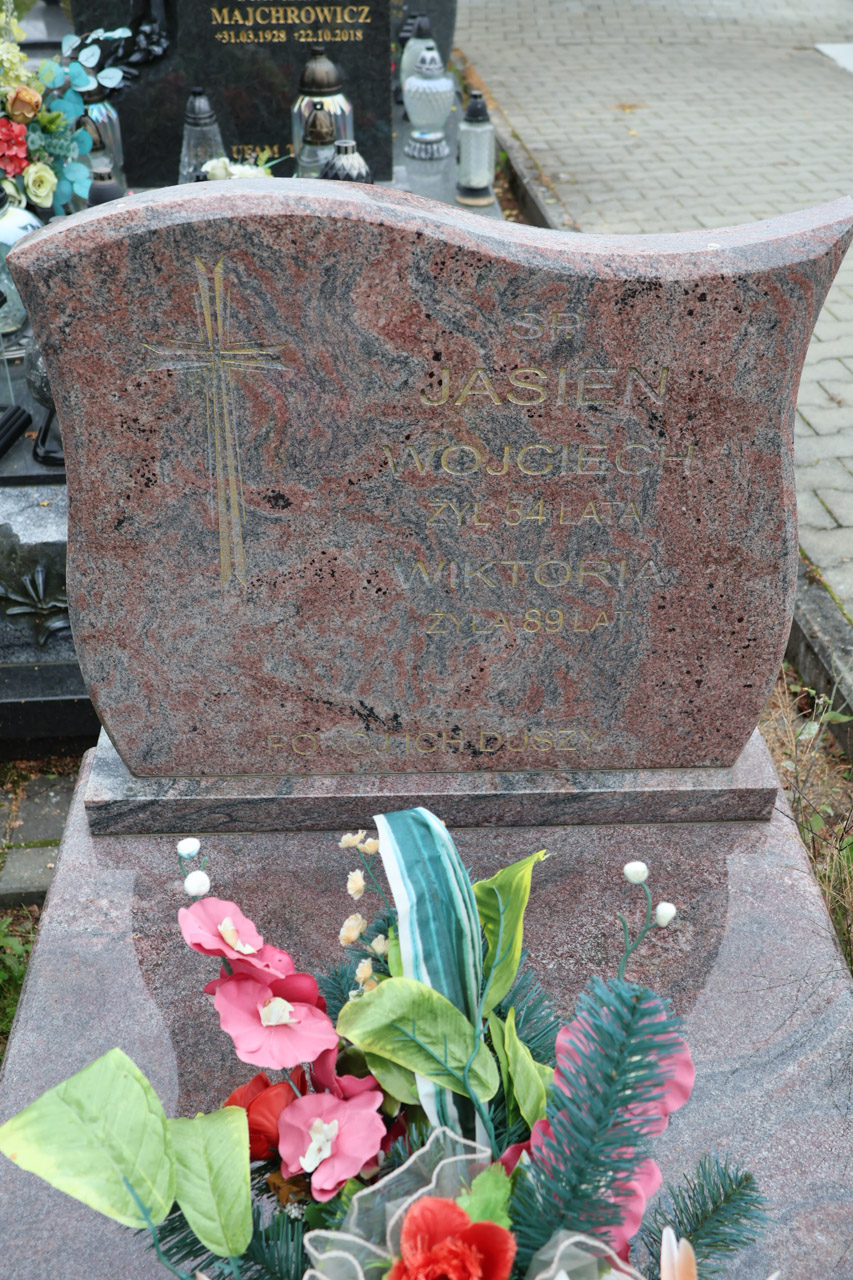 MAJCHROWICZ
+31.03.1928 +22.10.2018
UFAM
ŚP
JASIEŃ
WOJCIECH
ŻYŁ 54 LATA
WIKTORIA
ŻYŁA 89 LAT
POKÓJ ICH DUSZY